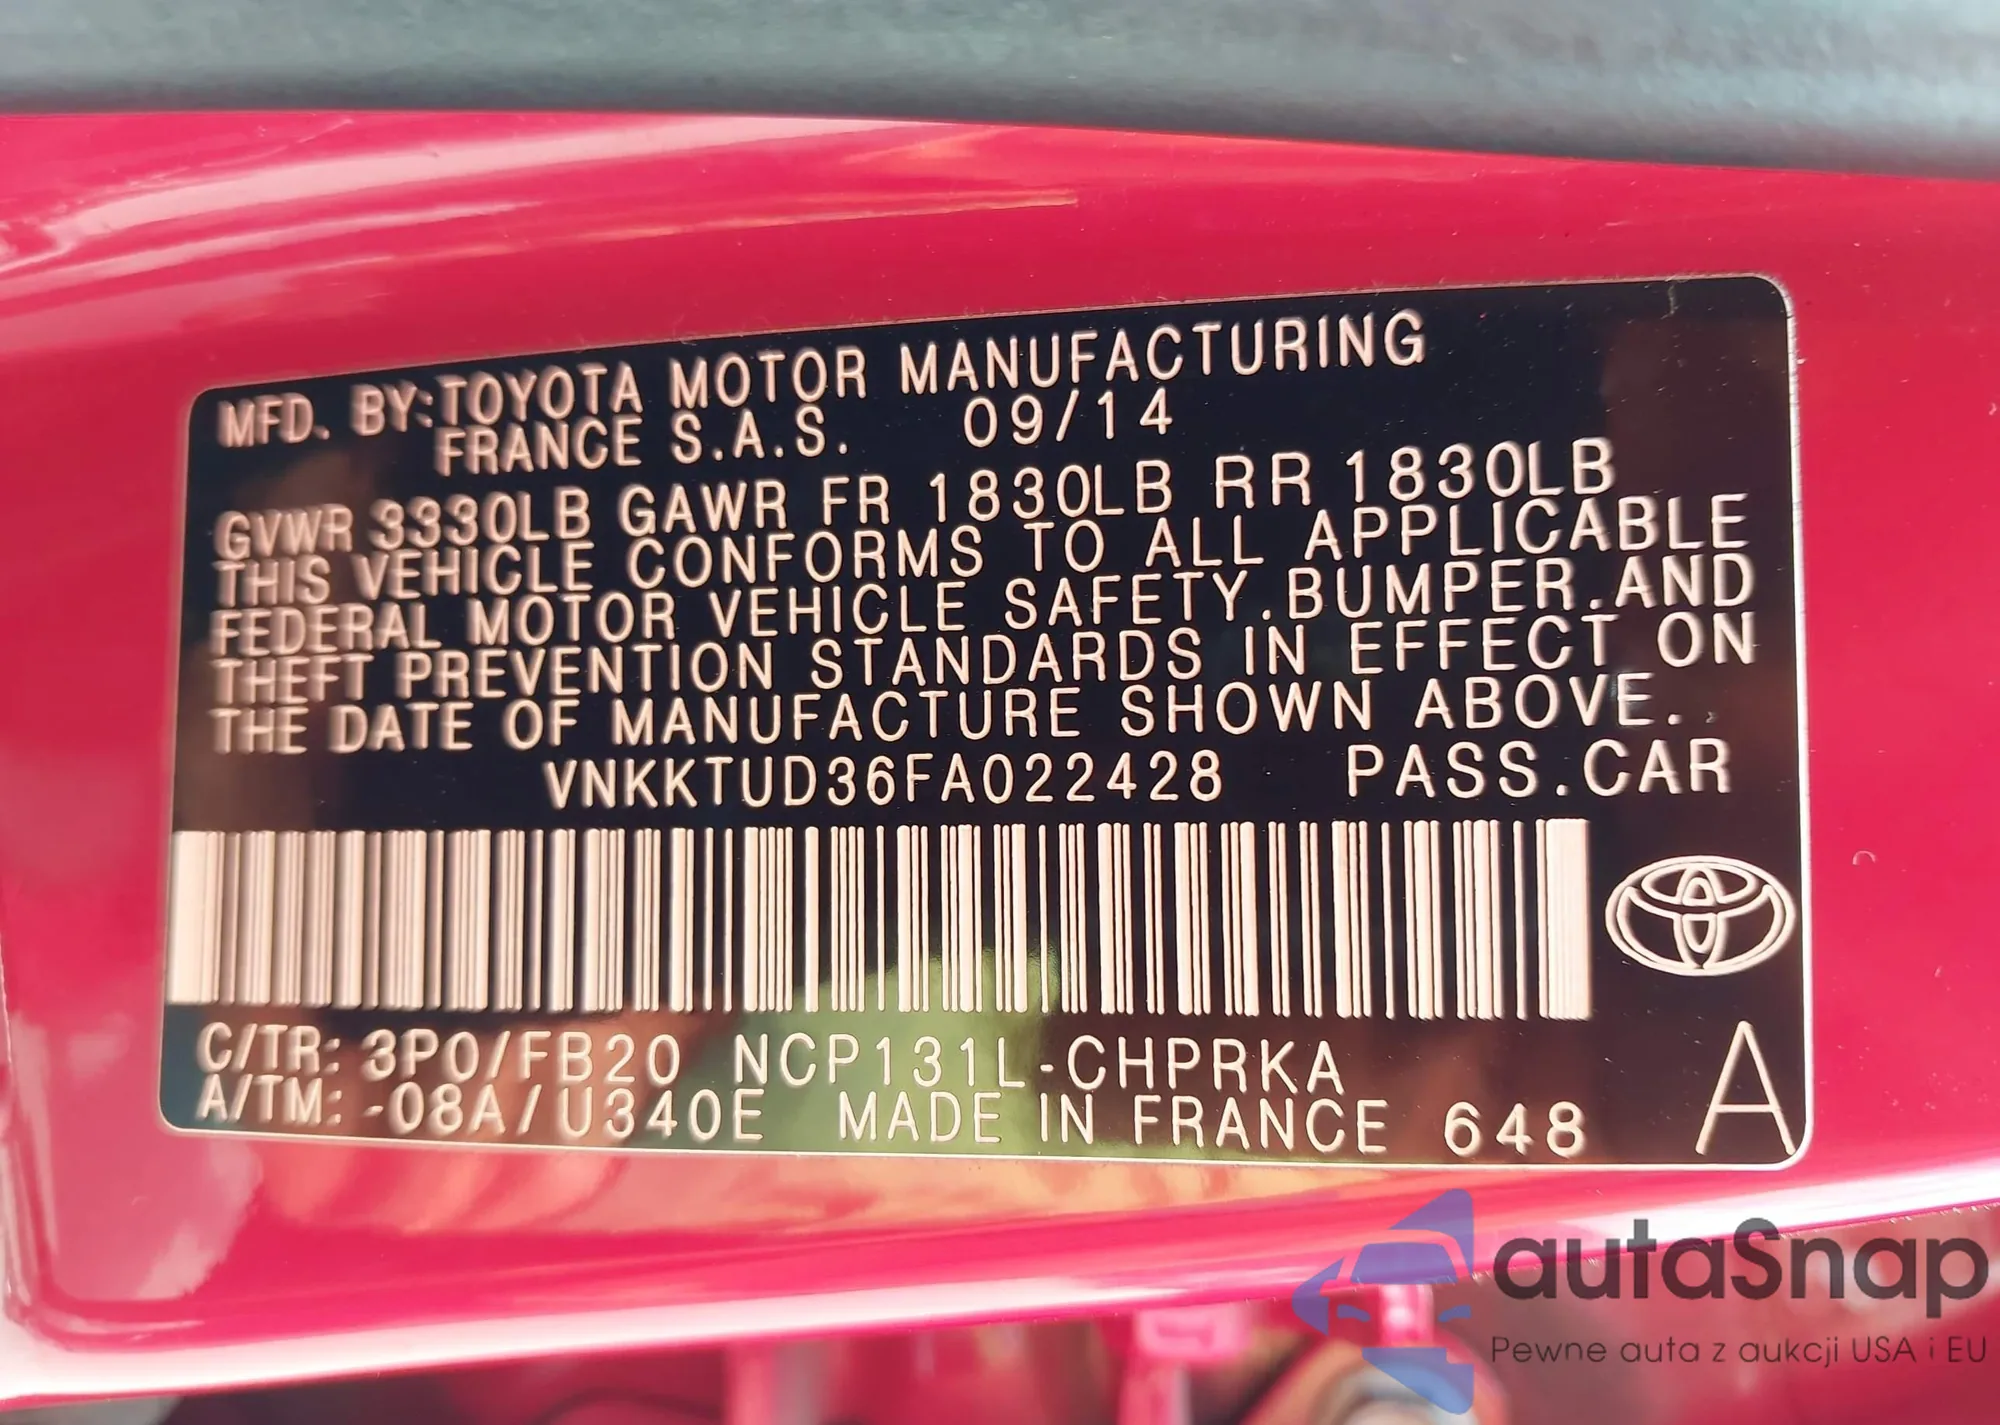 MFD. BY:TOYOTA MOTOR MANUFACTURING
FRANCE S.A.S. 09/14
GVWR 3330LB GAWR FR 1830LB RR 1830LB
THIS VEHICLE CONFORMS TO ALL APPLICABLE
FEDERAL MOTOR VEHICLE SAFETY.BUMPER.AND
THEFT PREVENTION STANDARDS IN EFFECT ON
THE DATE OF MANUFACTURE SHOWN ABOVE.
VNKKTUD36FA022428 PASS.CAR
C/TR: 3P0/FB20 NCP131L-CHPRKA
A/TM: -08A/U340E MADE IN FRANCE 648
A
autaSnap
Pewne auta z aukcji USA i EU